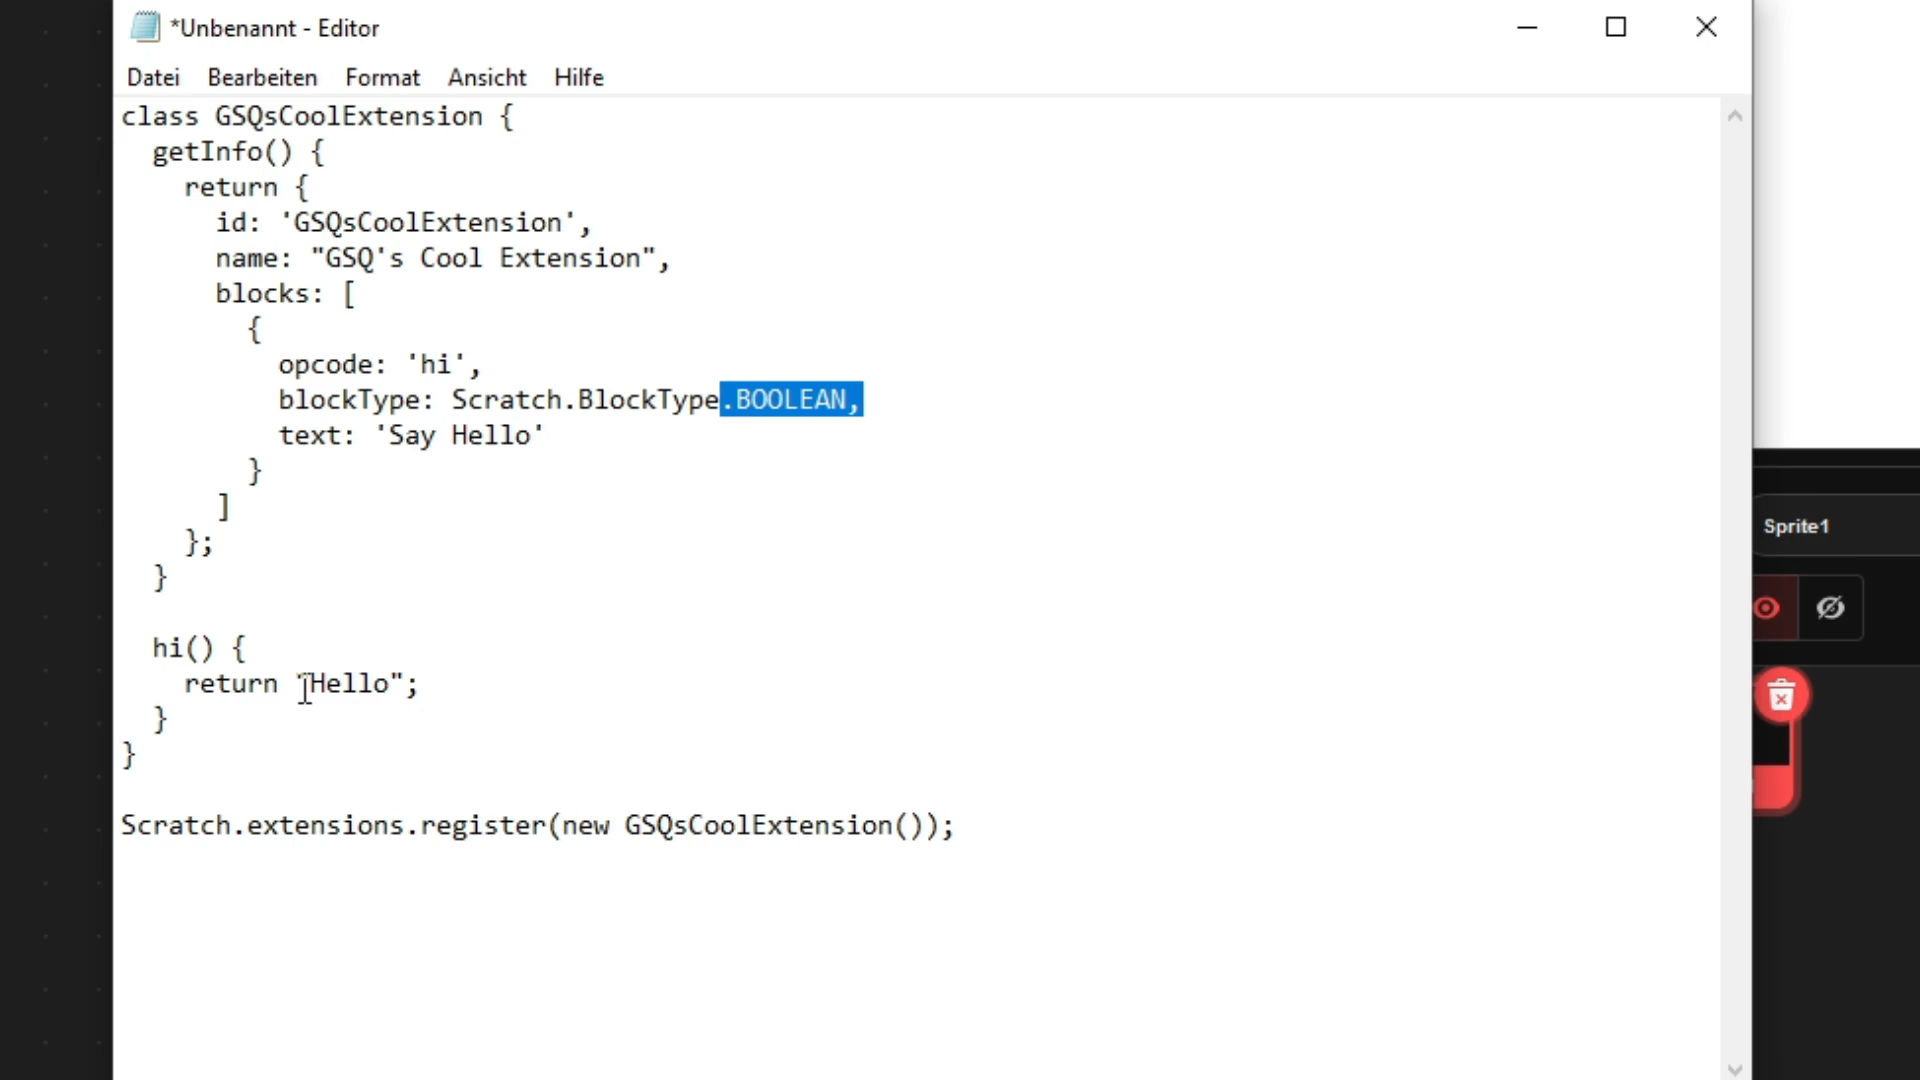 *Unbenannt - Editor
Datei Bearbeiten Format Ansicht Hilfe
class GSQsCoolExtension {
  getInfo() {
    return {
      id: 'GSQsCoolExtension',
      name: "GSQ's Cool Extension",
      blocks: [
        {
          opcode: 'hi',
          blockType: Scratch.BlockType.BOOLEAN,
          text: 'Say Hello'
        }
      ]
    };
  }
  hi() {
    return "Hello";
  }
}
Scratch.extensions.register(new GSQsCoolExtension());
Sprite1